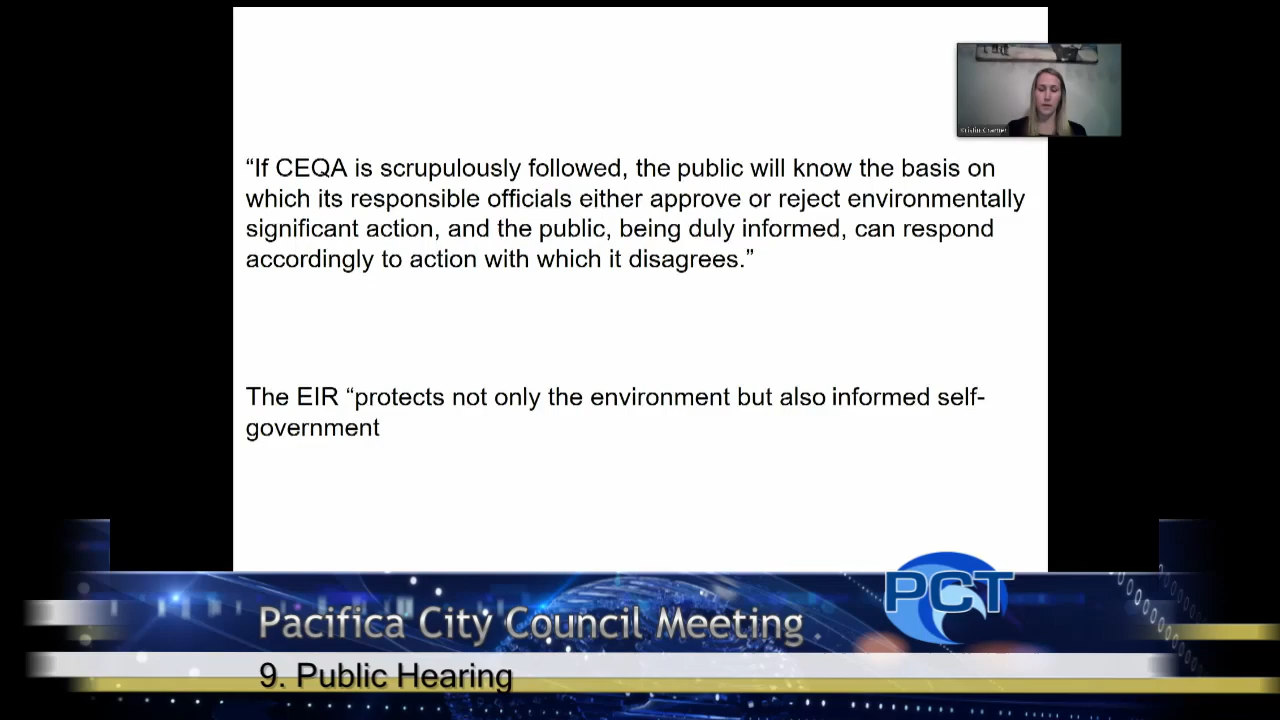 Kristin Cramer
“If CEQA is scrupulously followed, the public will know the basis on
which its responsible officials either approve or reject environmentally
significant action, and the public, being duly informed, can respond
accordingly to action with which it disagrees.”
The EIR “protects not only the environment but also informed self-
government
PCT
Pacifica City Council Meeting
9. Public Hearing